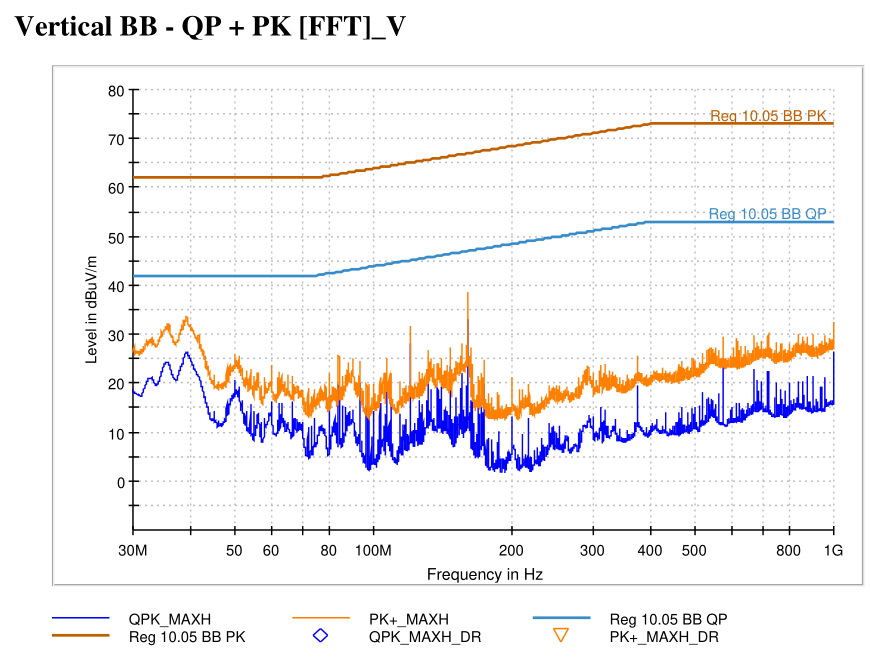 Vertical BB - QP + PK [FFT]_V
80
Reg 10.05 BB PK
70
60
Reg 10.05 BB QP
50
40
Level in dBuV/m
30
20
10
0
30M 50 60 80 100M 200 300 400 500 800 1G
Frequency in Hz
QPK_MAXH PK+_MAXH Reg 10.05 BB QP
Reg 10.05 BB PK QPK_MAXH_DR PK+_MAXH_DR